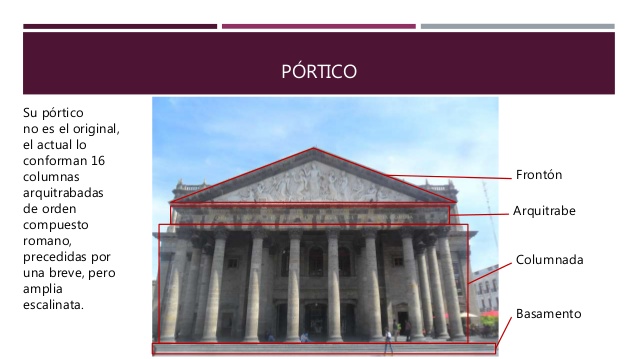 PÓRTICO
Su pórtico
no es el original,
el actual lo
conforman 16
columnas
arquitrabadas
de orden
compuesto
romano,
precedidas por
una breve, pero
amplia
escalinata.
Frontón
Arquitrabe
Columnada
Basamento